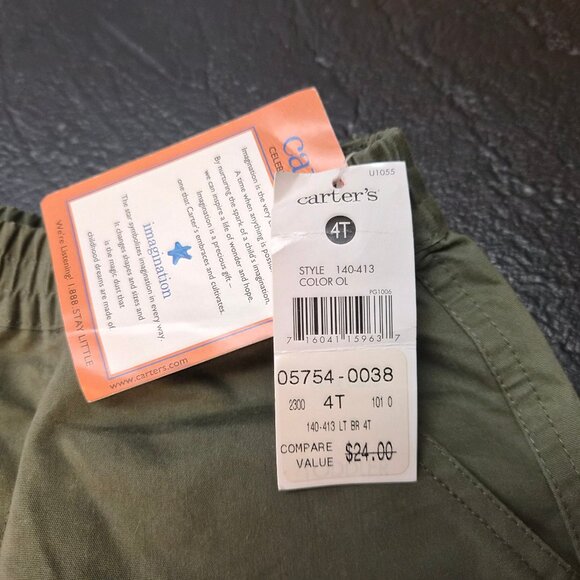 ca
CELEB
Imagination is the very
A time when anything is possib
By nurturing the spark of a child's imagination,
we can inspire a life of wonder and hope.
Imagination is a precious gift –
one that Carter's embraces and cultivates.
imagination
The star symbolizes imagination in every way.
It changes shapes and sizes and
is the magic dust that
childhood dreams are made of
We're Listening! 1 888 STAY LITTLE
www.carters.com
U1055
carter's
4T
STYLE 140-413
COLOR OL
PG1006
7 16041 15963 7
05754-0038
2300 4T 101 0
140-413 LT BR 4T
COMPARE VALUE $24.00